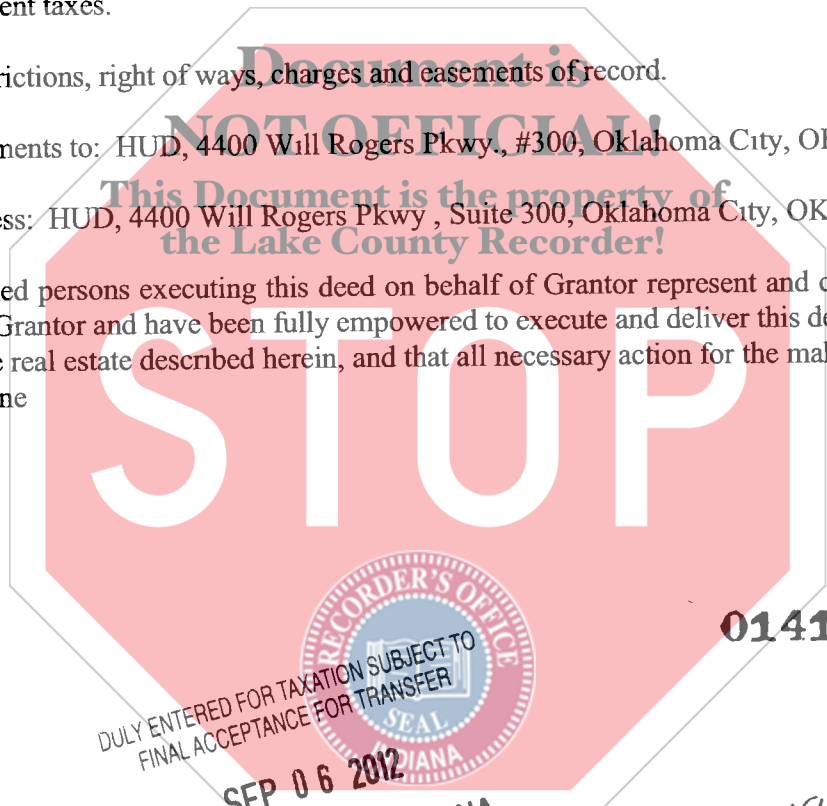 ent taxes.
rictions, right of ways, charges and easements of record.
Document is
NOT OFFICIAL!
ments to: HUD, 4400 Will Rogers Pkwy., #300, Oklahoma City, OK
This Document is the property of
ess: HUD, 4400 Will Rogers Pkwy , Suite 300, Oklahoma City, OK
the Lake County Recorder!
ed persons executing this deed on behalf of Grantor represent and c
Grantor and have been fully empowered to execute and deliver this de
e real estate described herein, and that all necessary action for the mak
ne
STOP
RECORDER'S OFFICE
SEAL
INDIANA
0141
DULY ENTERED FOR TAXATION SUBJECT TO
FINAL ACCEPTANCE FOR TRANSFER
SEP 06 2012